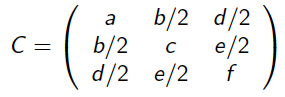 a b/2 d/2
C = b/2 c e/2
d/2 e/2 f